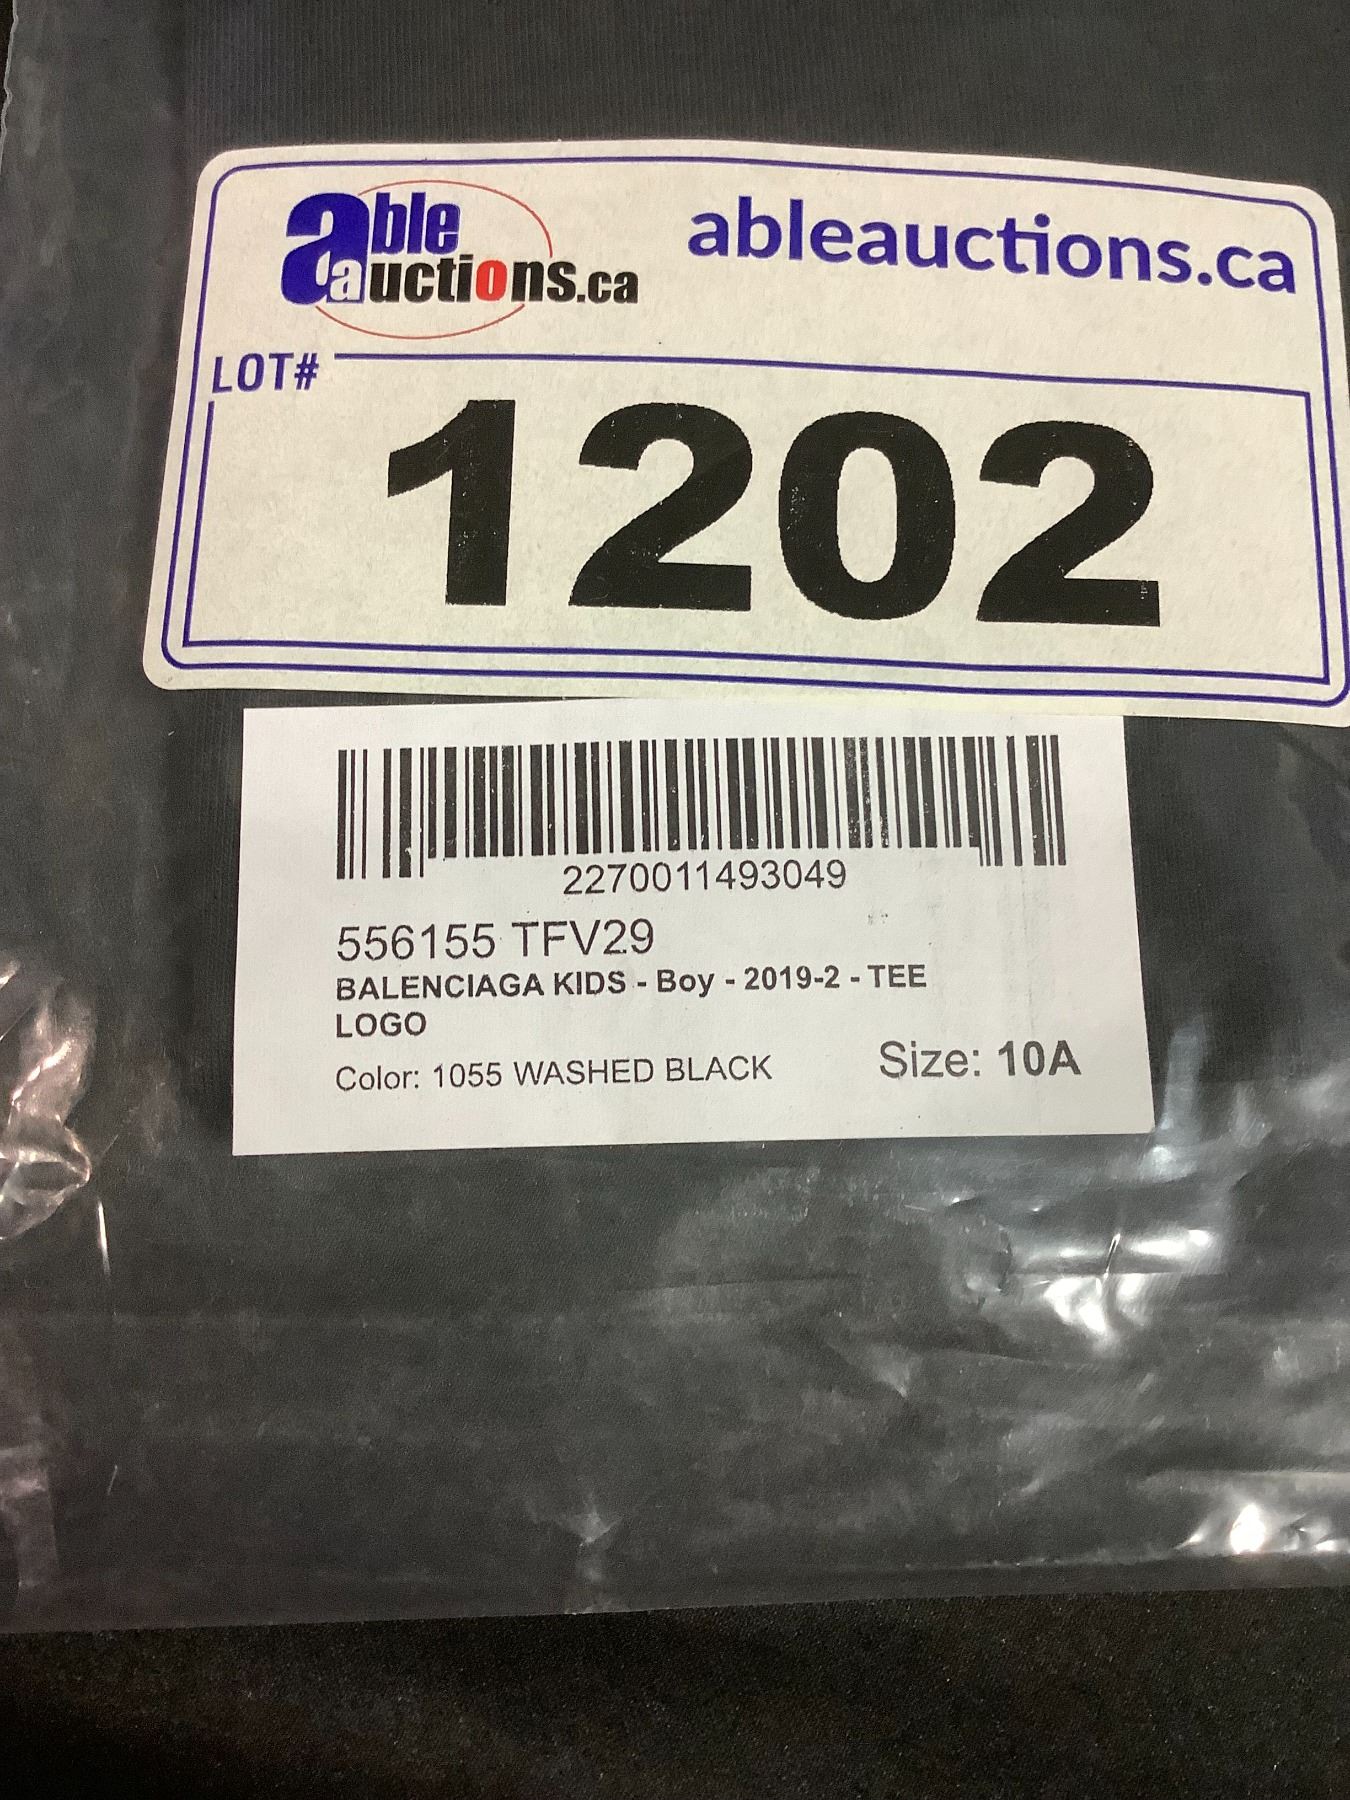 able
auctions.ca
ableauctions.ca
LOT#
1202
2270011493049
556155 TFV29
BALENCIAGA KIDS - Boy - 2019-2 - TEE
LOGO
Color: 1055 WASHED BLACK
Size: 10A